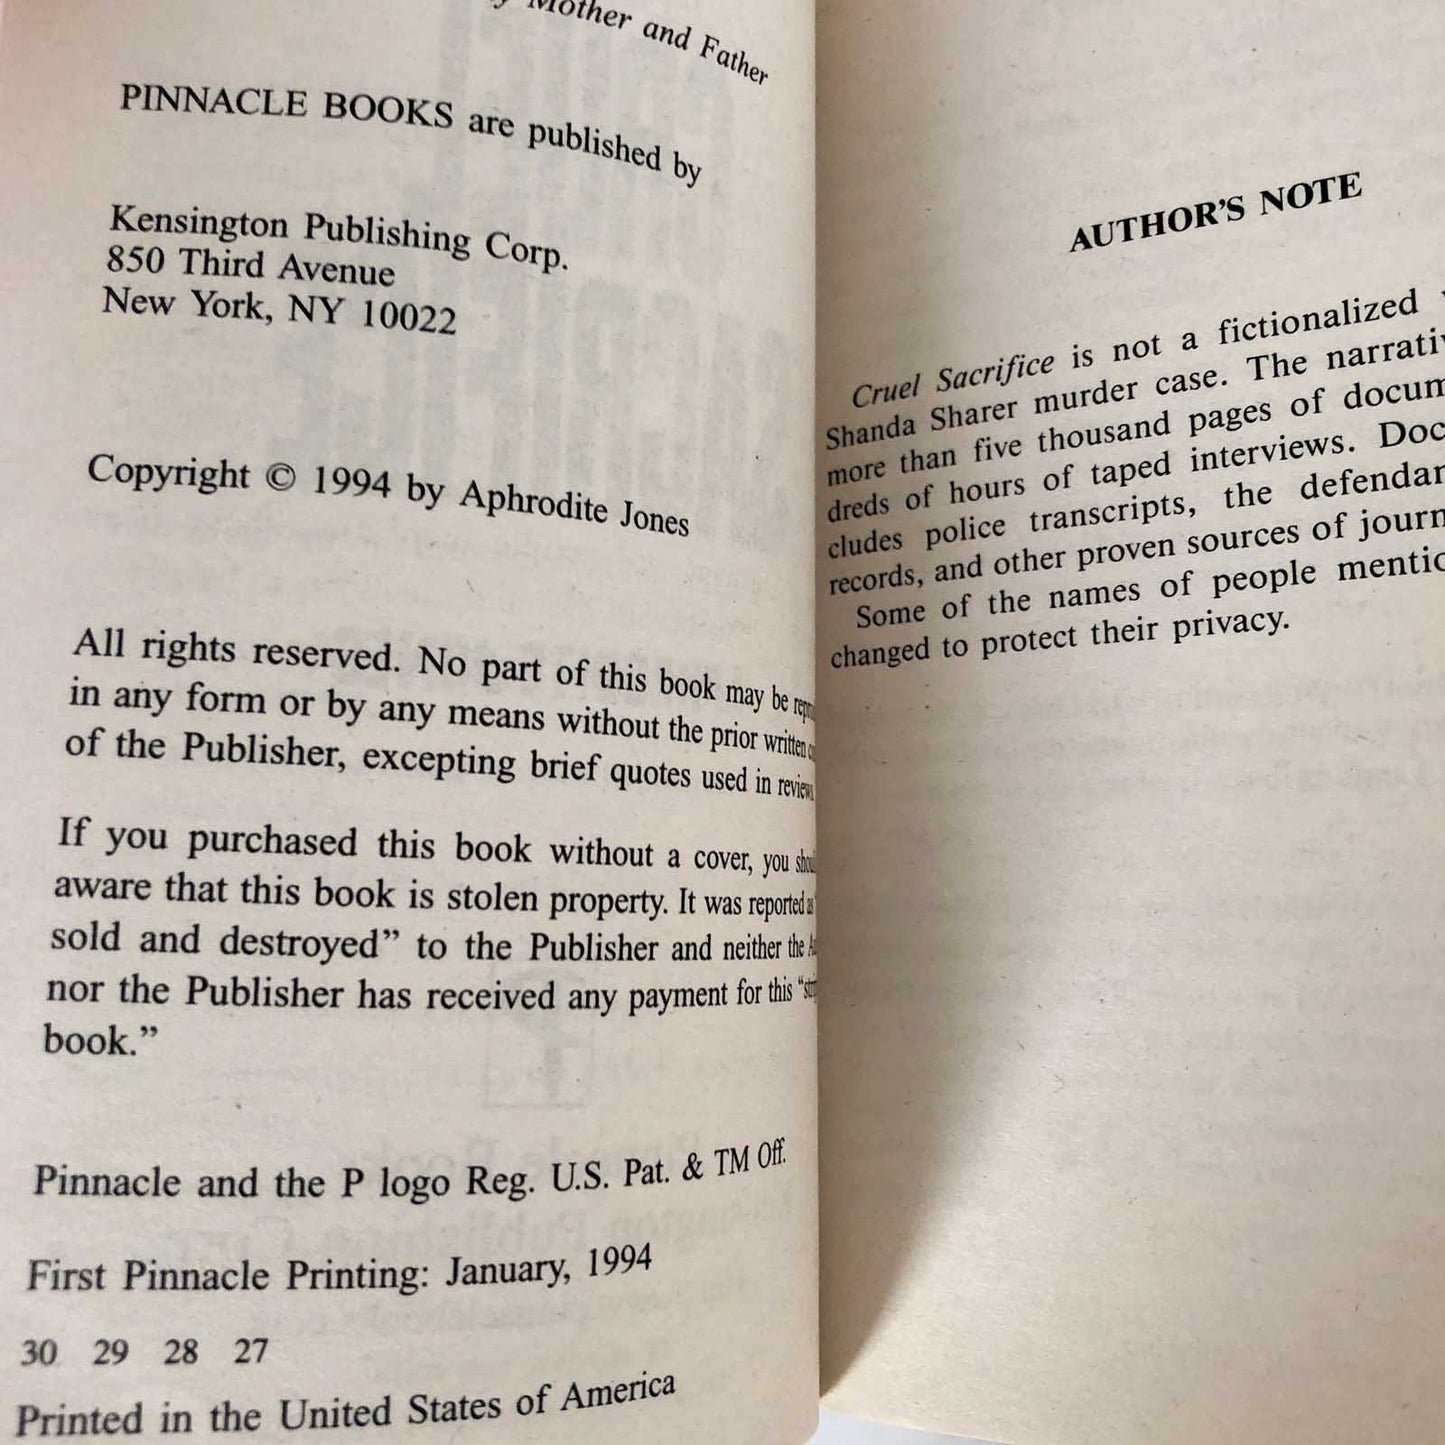 Mother and Father
PINNACLE BOOKS are published by
Kensington Publishing Corp.
850 Third Avenue
New York, NY 10022
Copyright © 1994 by Aphrodite Jones
All rights reserved. No part of this book may be
in any form or by any means without the prior written
of the Publisher, excepting brief quotes used in reviews
If you purchased this book without a cover, you
aware that this book is stolen property. It was reported as
sold and destroyed” to the Publisher and neither the
nor the Publisher has received any payment for this
book.”
Pinnacle and the P logo Reg. U.S. Pat. & TM Off.
First Pinnacle Printing: January, 1994
30 29 28 27
Printed in the United States of America
AUTHOR’S NOTE
Cruel Sacrifice is not a fictionalized
Shanda Sharer murder case. The
more than five thousand pages of
dreds of hours of taped interviews.
cludes police transcripts, the
records, and other proven sources of
Some of the names of people
changed to protect their privacy.